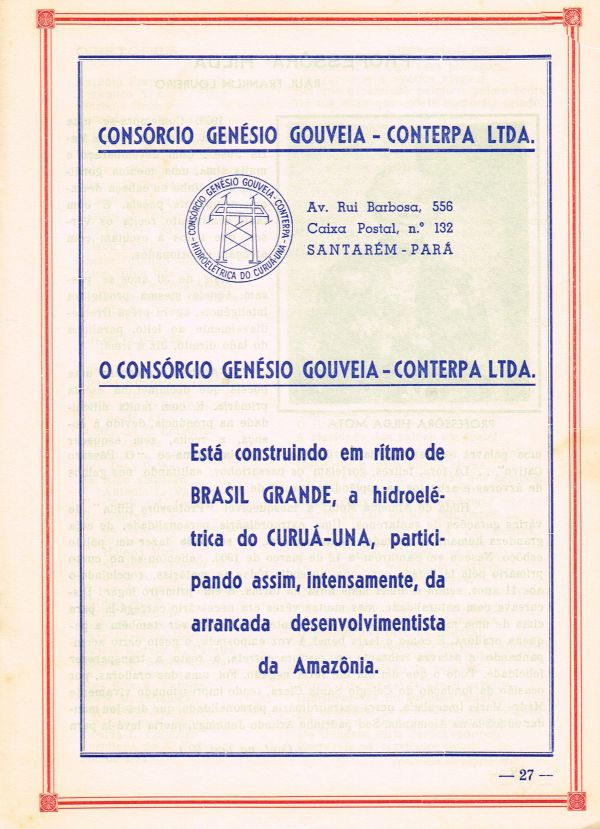 CONSÓRCIO GENÉSIO GOUVEIA - CONTERPA LTDA.
CONSÓRCIO GENÉSIO GOUVEIA-CONTERPA
HIDROELÉTRICA DO CURUÁ-UNA
Av. Rui Barbosa, 556
Caixa Postal, n.º 132
SANTARÉM - PARÁ
O CONSÓRCIO GENÉSIO GOUVEIA - CONTERPA LTDA.
Está construindo em rítmo de
BRASIL GRANDE, a hidroelé-
trica do CURUÁ-UNA, partici-
pando assim, intensamente, da
arrancada desenvolvimentista
da Amazônia.
— 27 —